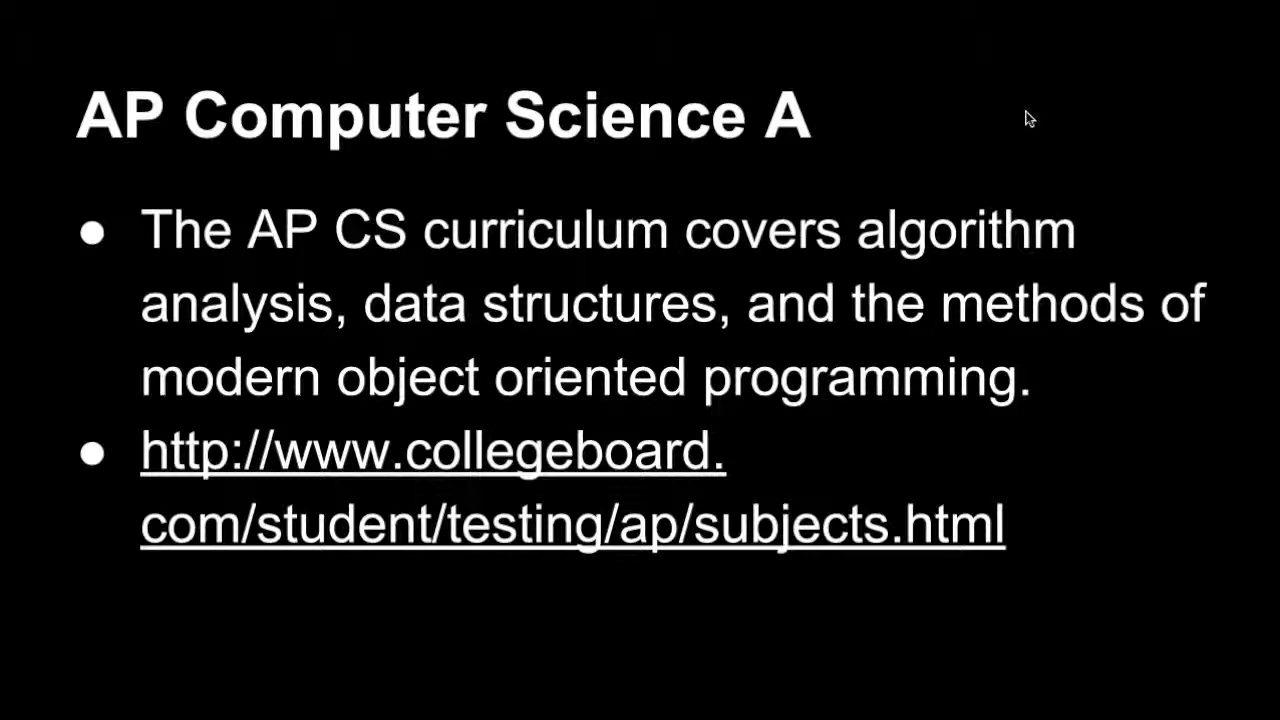 AP Computer Science A
● The AP CS curriculum covers algorithm
analysis, data structures, and the methods of
modern object oriented programming.
● http://www.collegeboard.
com/student/testing/ap/subjects.html